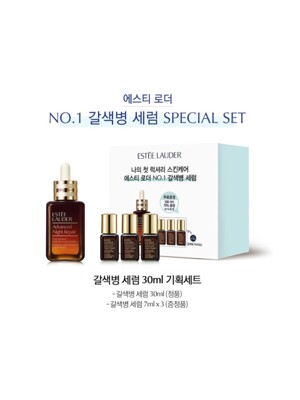 에스티 로더
NO.1 갈색병 세럼 SPECIAL SET
ESTĒE LAUDER
나의 첫 럭셔리 스킨케어
에스티 로더 NO.1 갈색병 세럼
ESTĒE
LAUDER
Advanced
Night Repair
갈색병 세럼 30ml 기획세트
- 갈색병 세럼 30ml (정품)
- 갈색병 세럼 7ml x 3 (증정품)